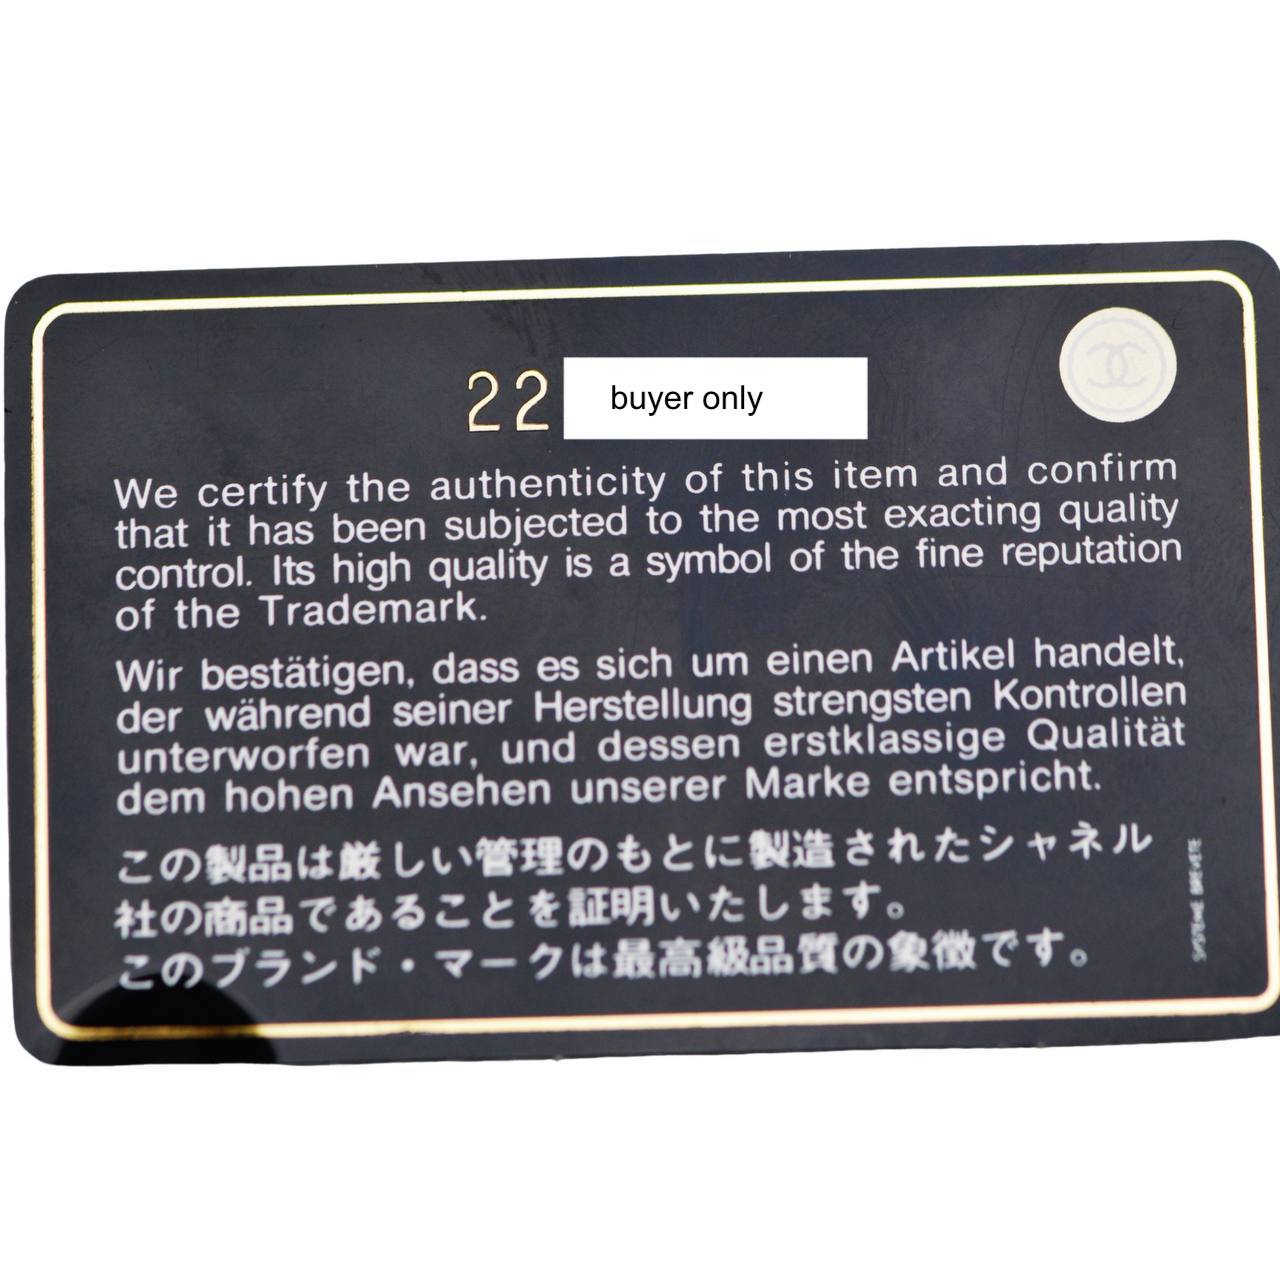 22
buyer only
We certify the authenticity of this item and confirm
that it has been subjected to the most exacting quality
control. Its high quality is a symbol of the fine reputation
of the Trademark.
Wir bestätigen, dass es sich um einen Artikel handelt,
der während seiner Herstellung strengsten Kontrollen
unterworfen war, und dessen erstklassige Qualität
dem hohen Ansehen unserer Marke entspricht.
この製品は厳しい管理のもとに製造されたシャネル
社の商品であることを証明いたします。
このブランド・マークは最高級品質の象徴です。
SYSTEME BREVETE